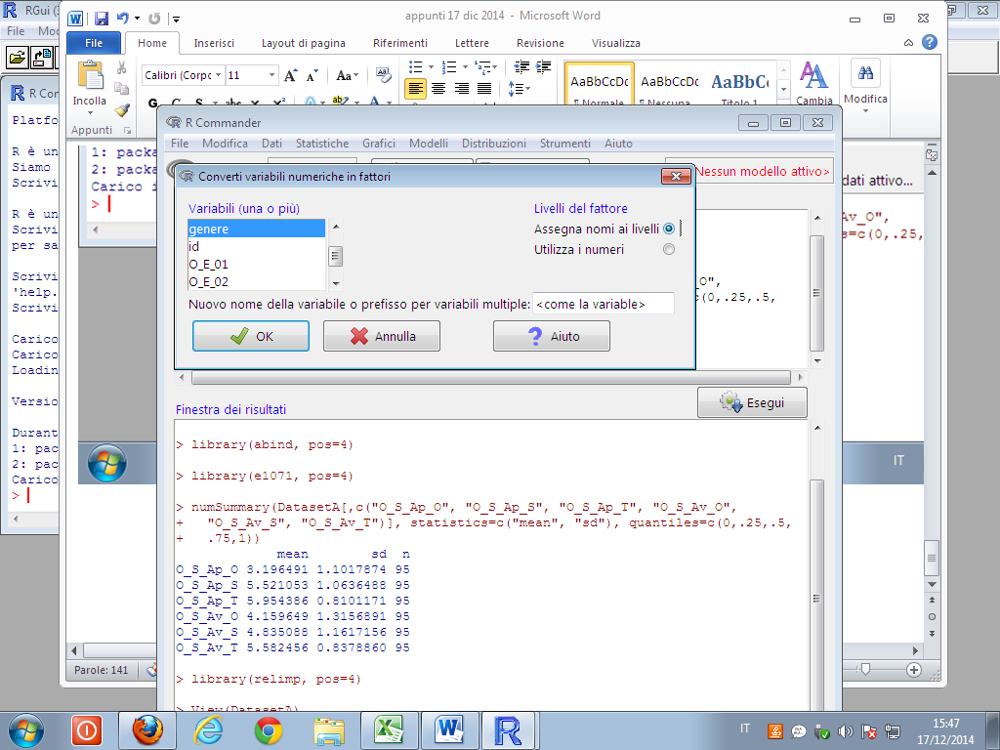 RGui (
appunti 17 dic 2014 - Microsoft Word
File
File Home Inserisci Layout di pagina Riferimenti Lettere Revisione Visualizza
Calibri (Corpo 11
Incolla
Appunti
AaBbCcDc AaBbCcDc AaBbC
¶ Normale ¶ Nessuna Titolo 1
Cambia
Modifica
R Commander
File Modifica Dati Statistiche Grafici Modelli Distribuzioni Strumenti Aiuto
Nessun modello attivo>
dati attivo...
Converti variabili numeriche in fattori
Variabili (una o più)
genere
id
O_E_01
O_E_02
Livelli del fattore
Assegna nomi ai livelli
Utilizza i numeri
Nuovo nome della variabile o prefisso per variabili multiple: <come la variable>
OK Annulla Aiuto
Esegui
Finestra dei risultati
> library(abind, pos=4)
> library(e1071, pos=4)
> numSummary(DatasetA[,c("O_S_Ap_O", "O_S_Ap_S", "O_S_Ap_T", "O_S_Av_O",
+ "O_S_Av_S", "O_S_Av_T")], statistics=c("mean", "sd"), quantiles=c(0,.25,.5,
+ .75,1))
mean sd n
O_S_Ap_O 3.196491 1.1017874 95
O_S_Ap_S 5.521053 1.0636488 95
O_S_Ap_T 5.954386 0.8101171 95
O_S_Av_O 4.159649 1.3156891 95
O_S_Av_S 4.835088 1.1617156 95
O_S_Av_T 5.582456 0.8378860 95
> library(relimp, pos=4)
> View(DatasetA)
R Con
Platfo
R è un
Siamo
Scrivi
R è un
Scrivi
per sa
Scrivi
'help.
Scrivi
Carico
Carico
Loadin
Versio
Durant
1: pac
2: pac
Carico
>
1: packa
2: packa
Carico i
>
Parole: 141
IT
IT
15:47
17/12/2014